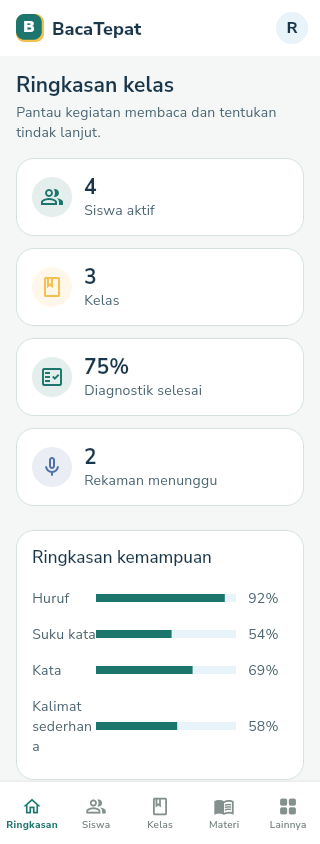 B BacaTepat R
Ringkasan kelas
Pantau kegiatan membaca dan tentukan
tindak lanjut.
4
Siswa aktif
3
Kelas
75%
Diagnostik selesai
2
Rekaman menunggu
Ringkasan kemampuan
Huruf 92%
Suku kata 54%
Kata 69%
Kalimat
sederhan 58%
a
Ringkasan Siswa Kelas Materi Lainnya